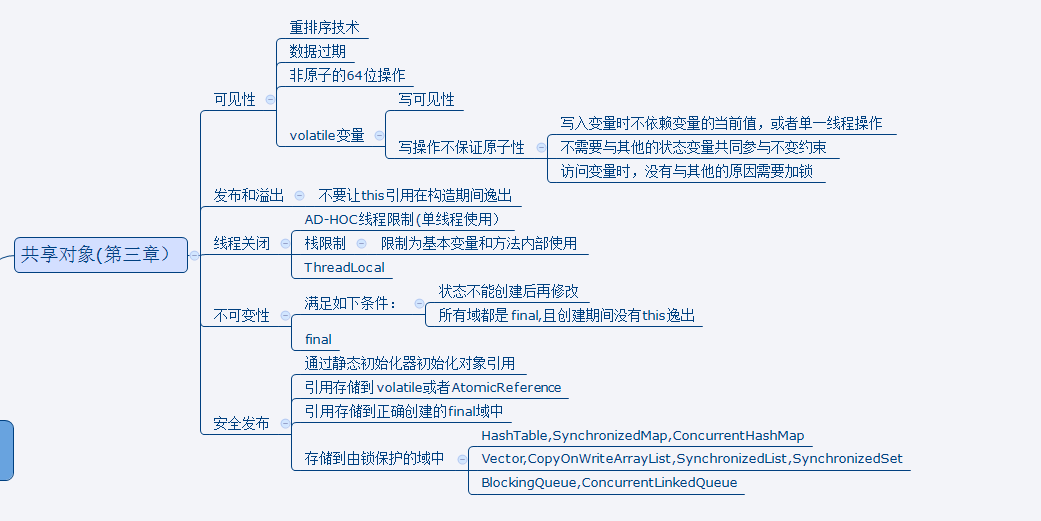 共享对象(第三章）
可见性
重排序技术
数据过期
非原子的64位操作
volatile变量
写可见性
写操作不保证原子性
写入变量时不依赖变量的当前值，或者单一线程操作
不需要与其他的状态变量共同参与不变约束
访问变量时，没有与其他的原因需要加锁
发布和溢出
不要让this引用在构造期间逸出
线程关闭
AD-HOC线程限制(单线程使用）
栈限制
限制为基本变量和方法内部使用
ThreadLocal
不可变性
满足如下条件：
状态不能创建后再修改
所有域都是 final,且创建期间没有this逸出
final
安全发布
通过静态初始化器初始化对象引用
引用存储到 volatile或者AtomicReference
引用存储到正确创建的final域中
存储到由锁保护的域中
HashTable,SynchronizedMap,ConcurrentHashMap
Vector,CopyOnWriteArrayList,SynchronizedList,SynchronizedSet
BlockingQueue,ConcurrentLinkedQueue